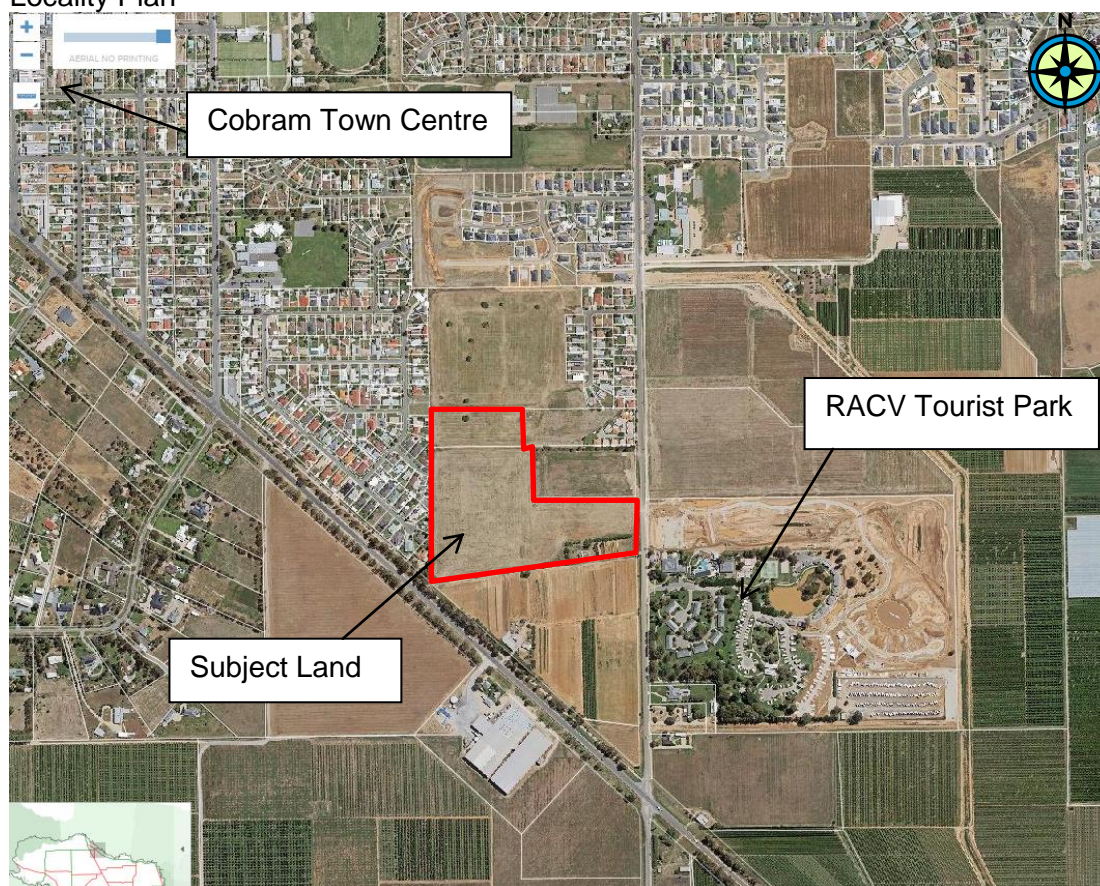 Locality Plan
N
AERIAL NO PRINTING
Cobram Town Centre
RACV Tourist Park
Subject Land